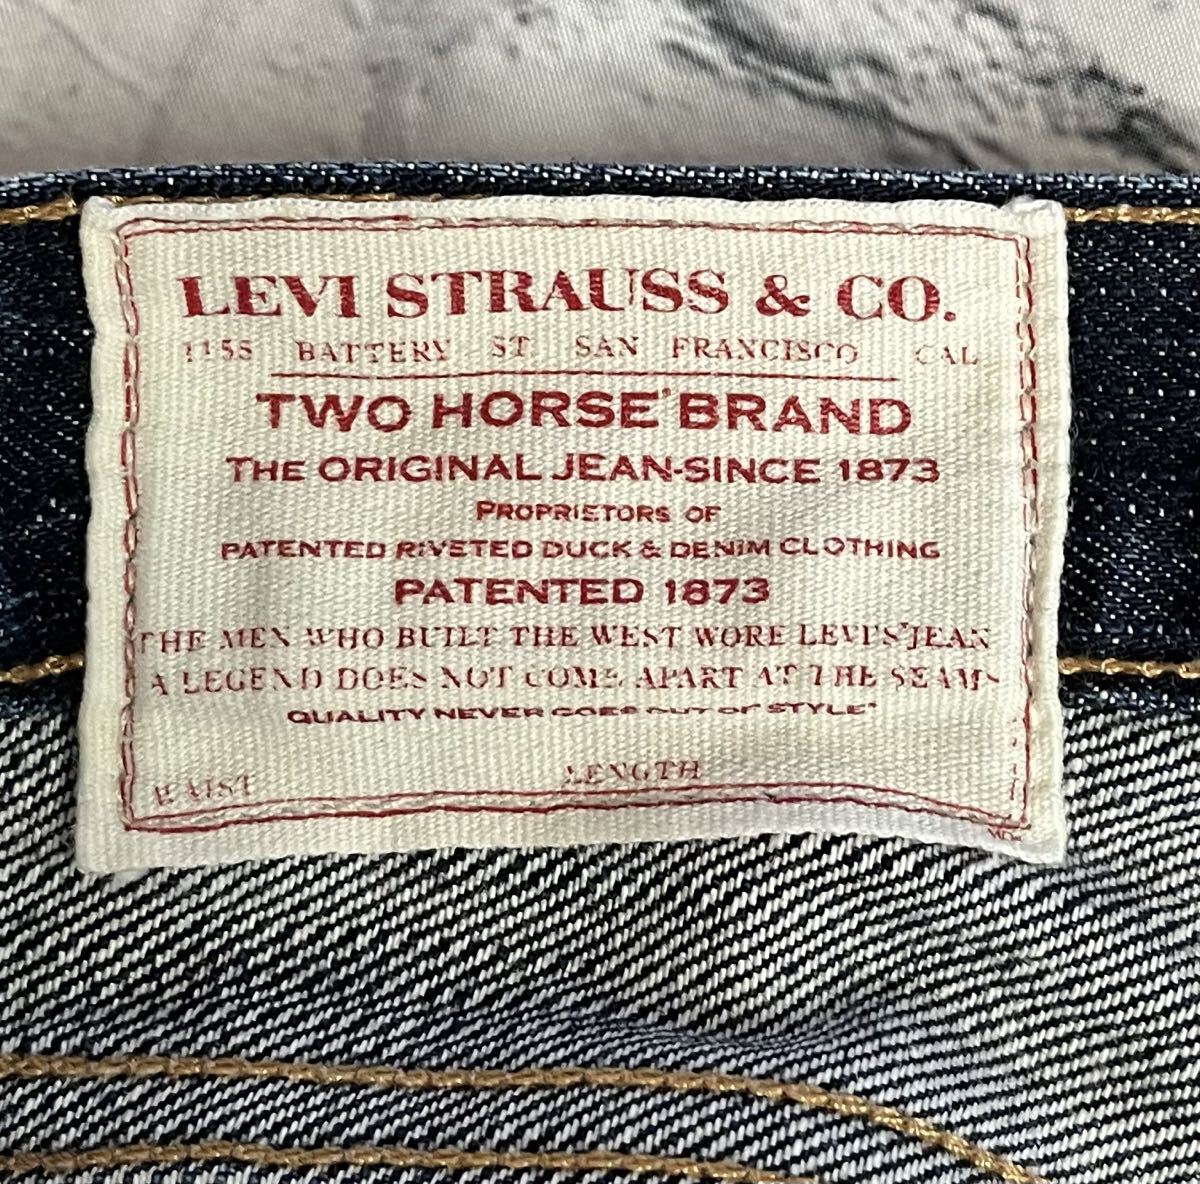 LEVI STRAUSS & CO.
1155 BATTERY ST SAN FRANCISCO CAL
TWO HORSE® BRAND
THE ORIGINAL JEAN-SINCE 1873
PROPRIETORS OF
PATENTED RIVETED DUCK & DENIM CLOTHING
PATENTED 1873
THE MEN WHO BUILT THE WEST WORE LEVI'S® JEAN
A LEGEND DOES NOT COME APART AT THE SEAMS
QUALITY NEVER GOES OUT OF STYLE®
WAIST LENGTH